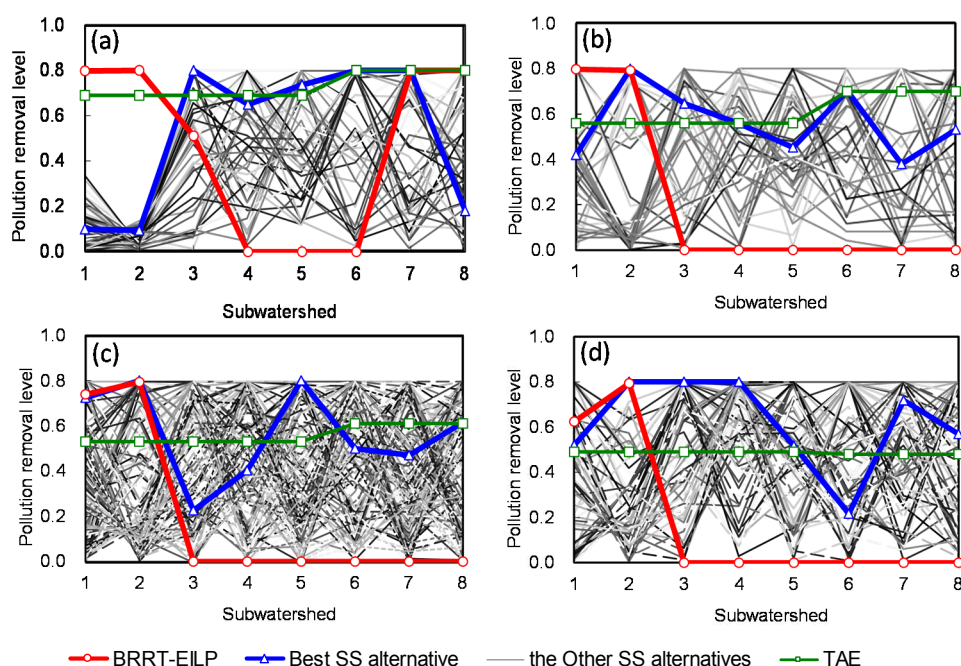 (a)
Pollution removal level
1.0
0.8
0.6
0.4
0.2
0.0
1 2 3 4 5 6 7 8
Subwatershed
(b)
Pollution removal level
1.0
0.8
0.6
0.4
0.2
0.0
1 2 3 4 5 6 7 8
Subwatershed
(c)
Pollution removal level
1.0
0.8
0.6
0.4
0.2
0.0
1 2 3 4 5 6 7 8
Subwatershed
(d)
Pollution removal level
1.0
0.8
0.6
0.4
0.2
0.0
1 2 3 4 5 6 7 8
Subwatershed
BRRT-EILP Best SS alternative the Other SS alternatives TAE